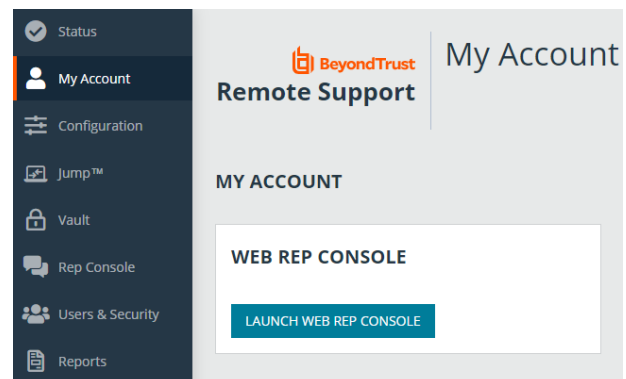 Status
My Account
Configuration
Jump™
Vault
Rep Console
Users & Security
Reports
BeyondTrust
Remote Support
My Account
MY ACCOUNT
WEB REP CONSOLE
LAUNCH WEB REP CONSOLE